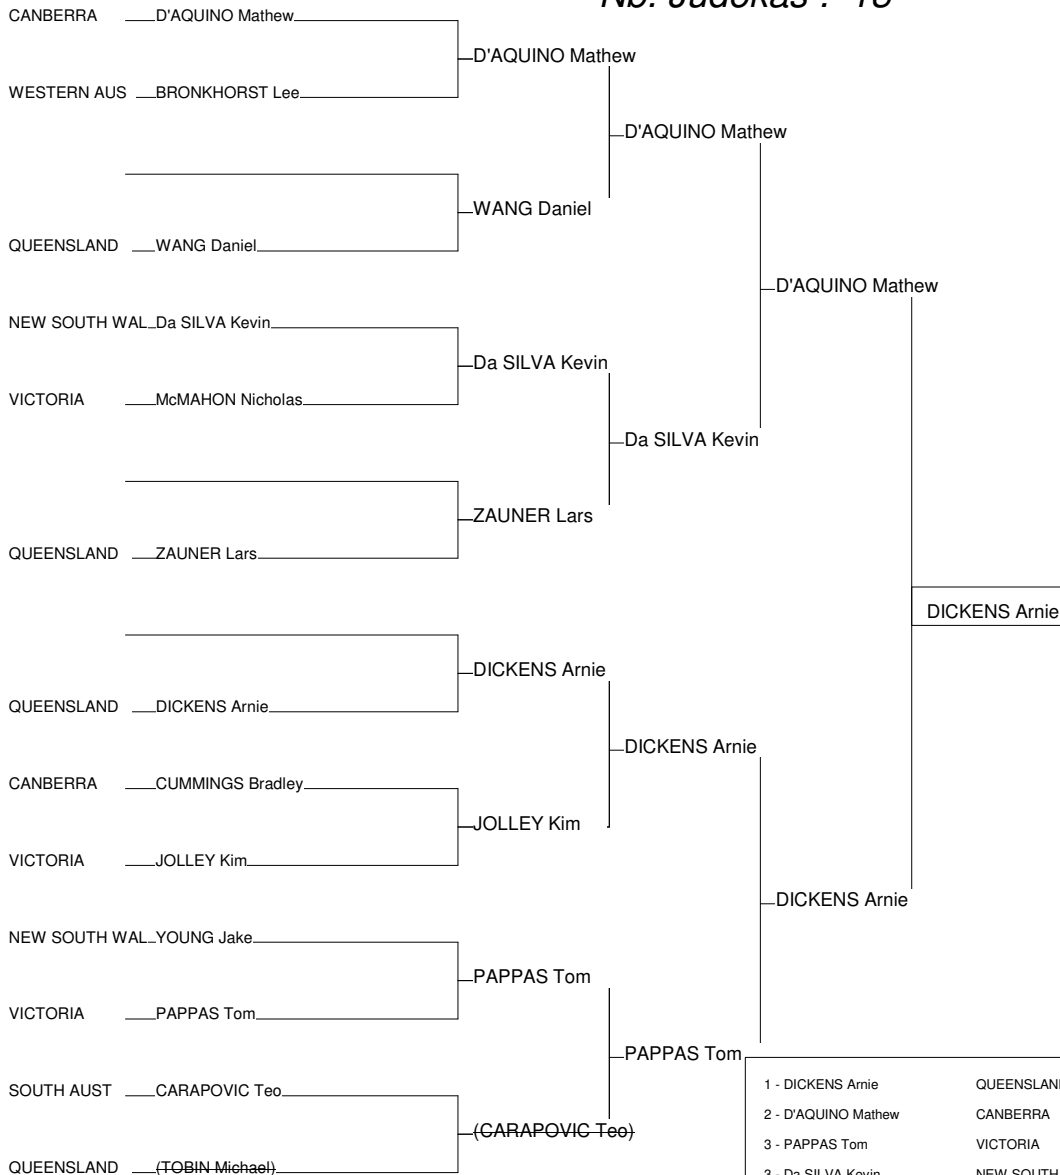 Nb. Judokas : 13
CANBERRA D'AQUINO Mathew
D'AQUINO Mathew
WESTERN AUS BRONKHORST Lee
D'AQUINO Mathew
WANG Daniel
QUEENSLAND WANG Daniel
D'AQUINO Mathew
NEW SOUTH WAL Da SILVA Kevin
Da SILVA Kevin
VICTORIA McMAHON Nicholas
Da SILVA Kevin
ZAUNER Lars
QUEENSLAND ZAUNER Lars
DICKENS Arnie
DICKENS Arnie
QUEENSLAND DICKENS Arnie
DICKENS Arnie
CANBERRA CUMMINGS Bradley
JOLLEY Kim
VICTORIA JOLLEY Kim
DICKENS Arnie
NEW SOUTH WAL YOUNG Jake
PAPPAS Tom
VICTORIA PAPPAS Tom
PAPPAS Tom
SOUTH AUST CARAPOVIC Teo
(CARAPOVIC Teo)
QUEENSLAND (TOBIN Michael)
1 - DICKENS Arnie QUEENSLAND
2 - D'AQUINO Mathew CANBERRA
3 - PAPPAS Tom VICTORIA
3 - Da SILVA Kevin NEW SOUTH